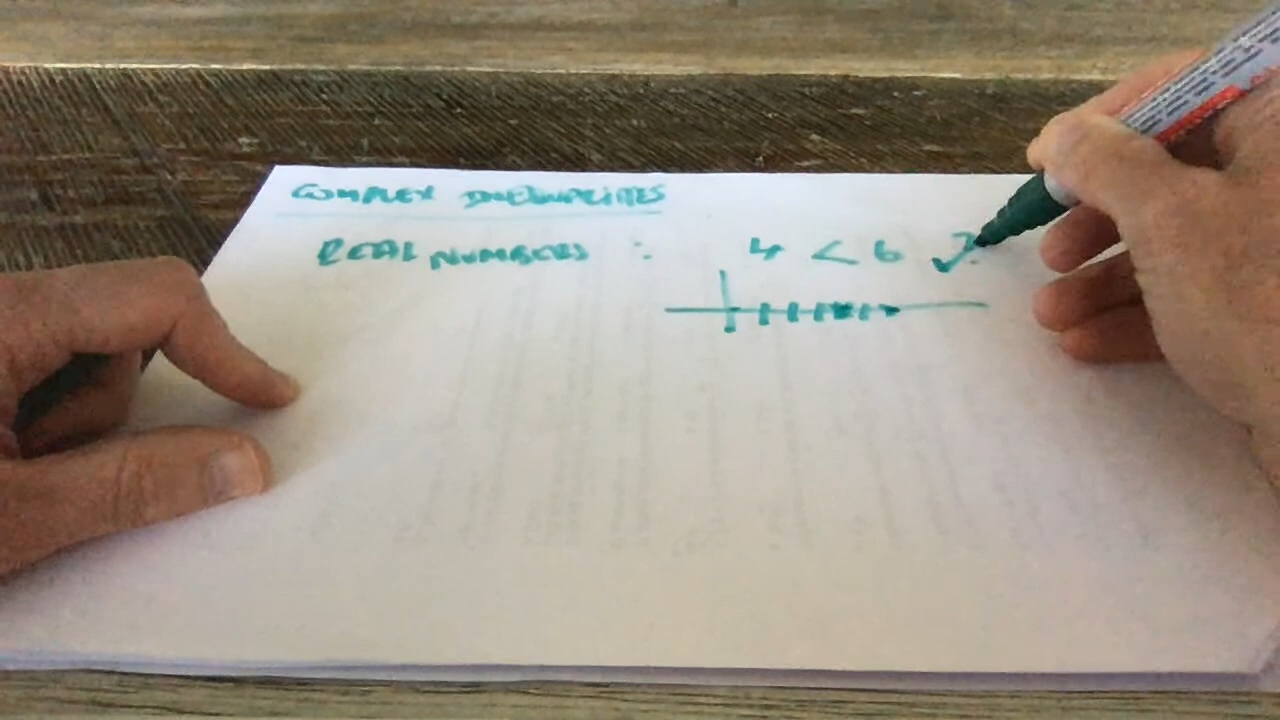 COMPLEX INEQUALITIES
REAL NUMBERS : 4 < 6 ✓?